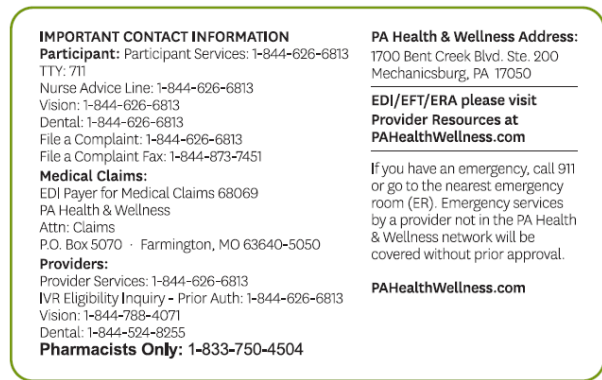 IMPORTANT CONTACT INFORMATION
Participant: Participant Services: 1-844-626-6813
TTY: 711
Nurse Advice Line: 1-844-626-6813
Vision: 1-844-626-6813
Dental: 1-844-626-6813
File a Complaint: 1-844-626-6813
File a Complaint Fax: 1-844-873-7451
Medical Claims:
EDI Payer for Medical Claims 68069
PA Health & Wellness
Attn: Claims
P.O. Box 5070 · Farmington, MO 63640-5050
Providers:
Provider Services: 1-844-626-6813
IVR Eligibility Inquiry - Prior Auth: 1-844-626-6813
Vision: 1-844-788-4071
Dental: 1-844-524-8255
Pharmacists Only: 1-833-750-4504
PA Health & Wellness Address:
1700 Bent Creek Blvd. Ste. 200
Mechanicsburg, PA 17050
EDI/EFT/ERA please visit
Provider Resources at
PAHealthWellness.com
If you have an emergency, call 911
or go to the nearest emergency
room (ER). Emergency services
by a provider not in the PA Health
& Wellness network will be
covered without prior approval.
PAHealthWellness.com